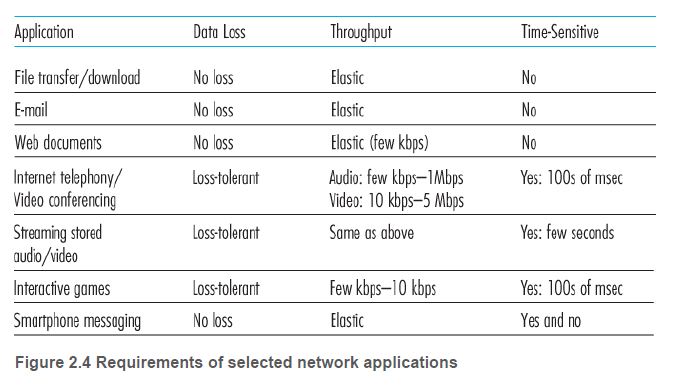 Application Data Loss Throughput Time-Sensitive
File transfer/download No loss Elastic No
E-mail No loss Elastic No
Web documents No loss Elastic (few kbps) No
Internet telephony/ Loss-tolerant Audio: few kbps–1Mbps Yes: 100s of msec
Video conferencing Video: 10 kbps–5 Mbps
Streaming stored Loss-tolerant Same as above Yes: few seconds
audio/video
Interactive games Loss-tolerant Few kbps–10 kbps Yes: 100s of msec
Smartphone messaging No loss Elastic Yes and no
Figure 2.4 Requirements of selected network applications